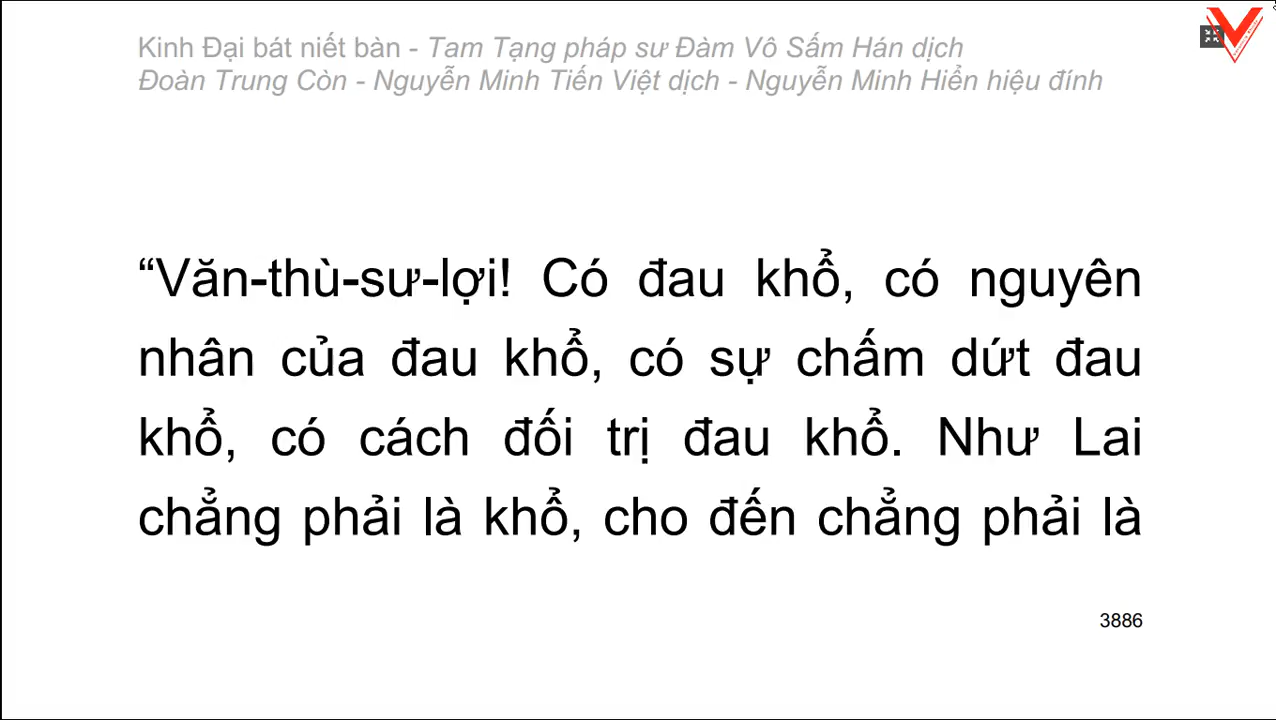 Kinh Đại bát niết bàn - Tam Tạng pháp sư Đàm Vô Sấm Hán dịch
Đoàn Trung Còn - Nguyễn Minh Tiến Việt dịch - Nguyễn Minh Hiển hiệu đính
“Văn-thù-sư-lợi! Có đau khổ, có nguyên
nhân của đau khổ, có sự chấm dứt đau
khổ, có cách đối trị đau khổ. Như Lai
chẳng phải là khổ, cho đến chẳng phải là
3886